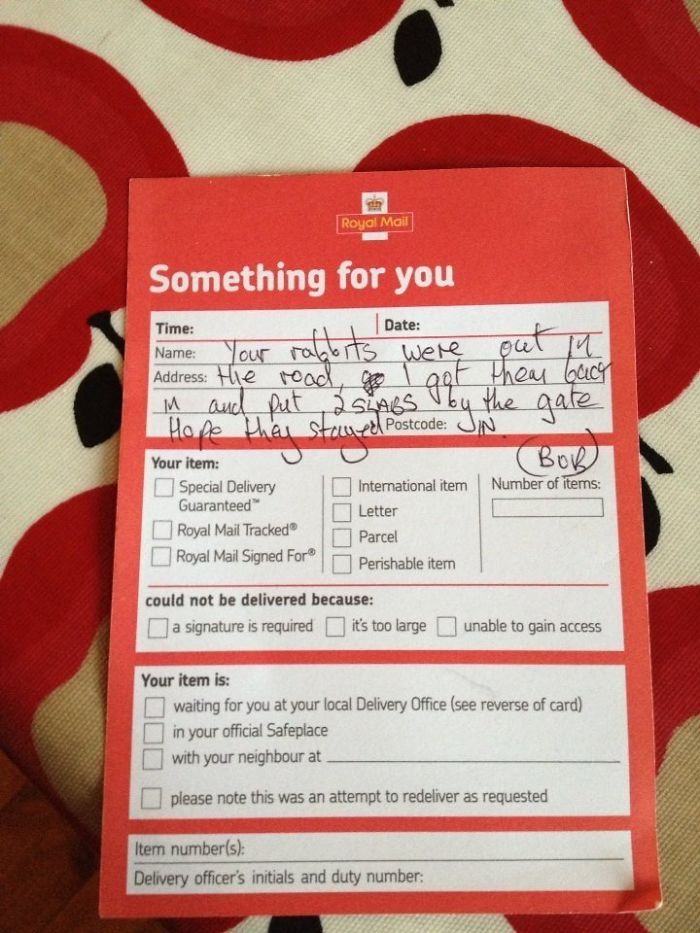 Royal Mail
Something for you
Time: Date:
Name: Your rabbits were out in
Address: the road, I got them back
in and put 2 SLABS by the gate
Hope they stayed Postcode: IN.
(BOB)
Your item:
Special Delivery Guaranteed™
Royal Mail Tracked®
Royal Mail Signed For®
International item
Letter
Parcel
Perishable item
Number of items:
could not be delivered because:
a signature is required it's too large unable to gain access
Your item is:
waiting for you at your local Delivery Office (see reverse of card)
in your official Safeplace
with your neighbour at
please note this was an attempt to redeliver as requested
Item number(s):
Delivery officer's initials and duty number: